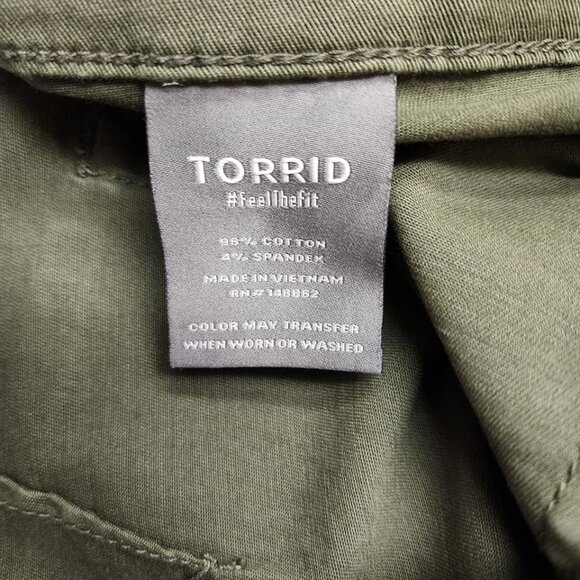 TORRID
#FeelTheFit
96% COTTON
4% SPANDEX
MADE IN VIETNAM
RN# 148862
COLOR MAY TRANSFER
WHEN WORN OR WASHED